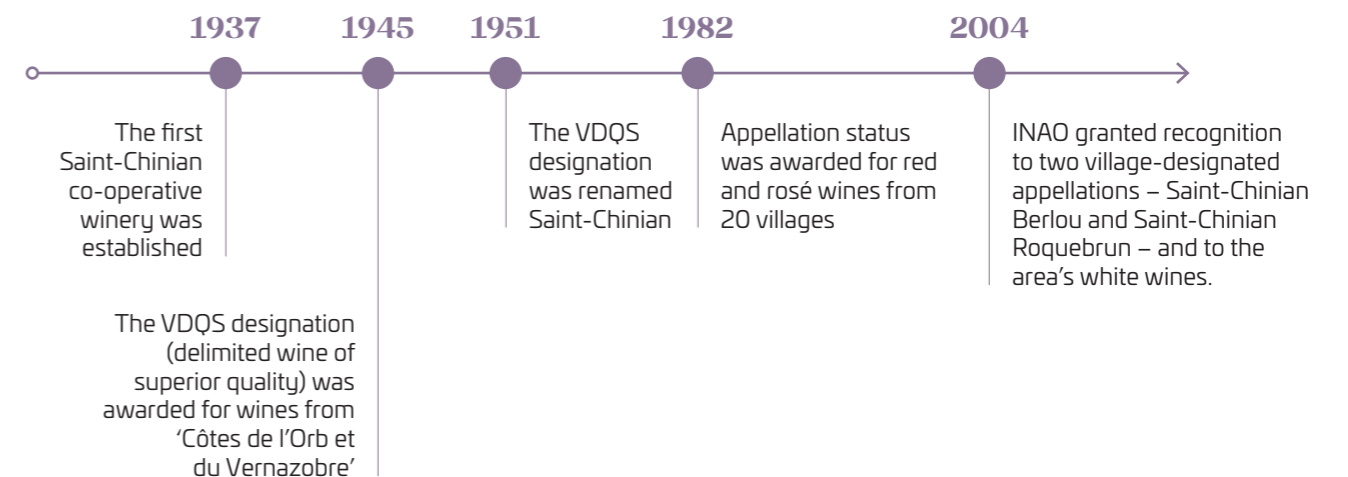 1937
1945
1951
1982
2004
The first
Saint-Chinian
co-operative
winery was
established
The VDQS designation
(delimited wine of
superior quality) was
awarded for wines from
‘Côtes de l’Orb et
du Vernazobre’
The VDQS
designation
was renamed
Saint-Chinian
Appellation status
was awarded for red
and rosé wines from
20 villages
INAO granted recognition
to two village-designated
appellations – Saint-Chinian
Berlou and Saint-Chinian
Roquebrun – and to the
area’s white wines.